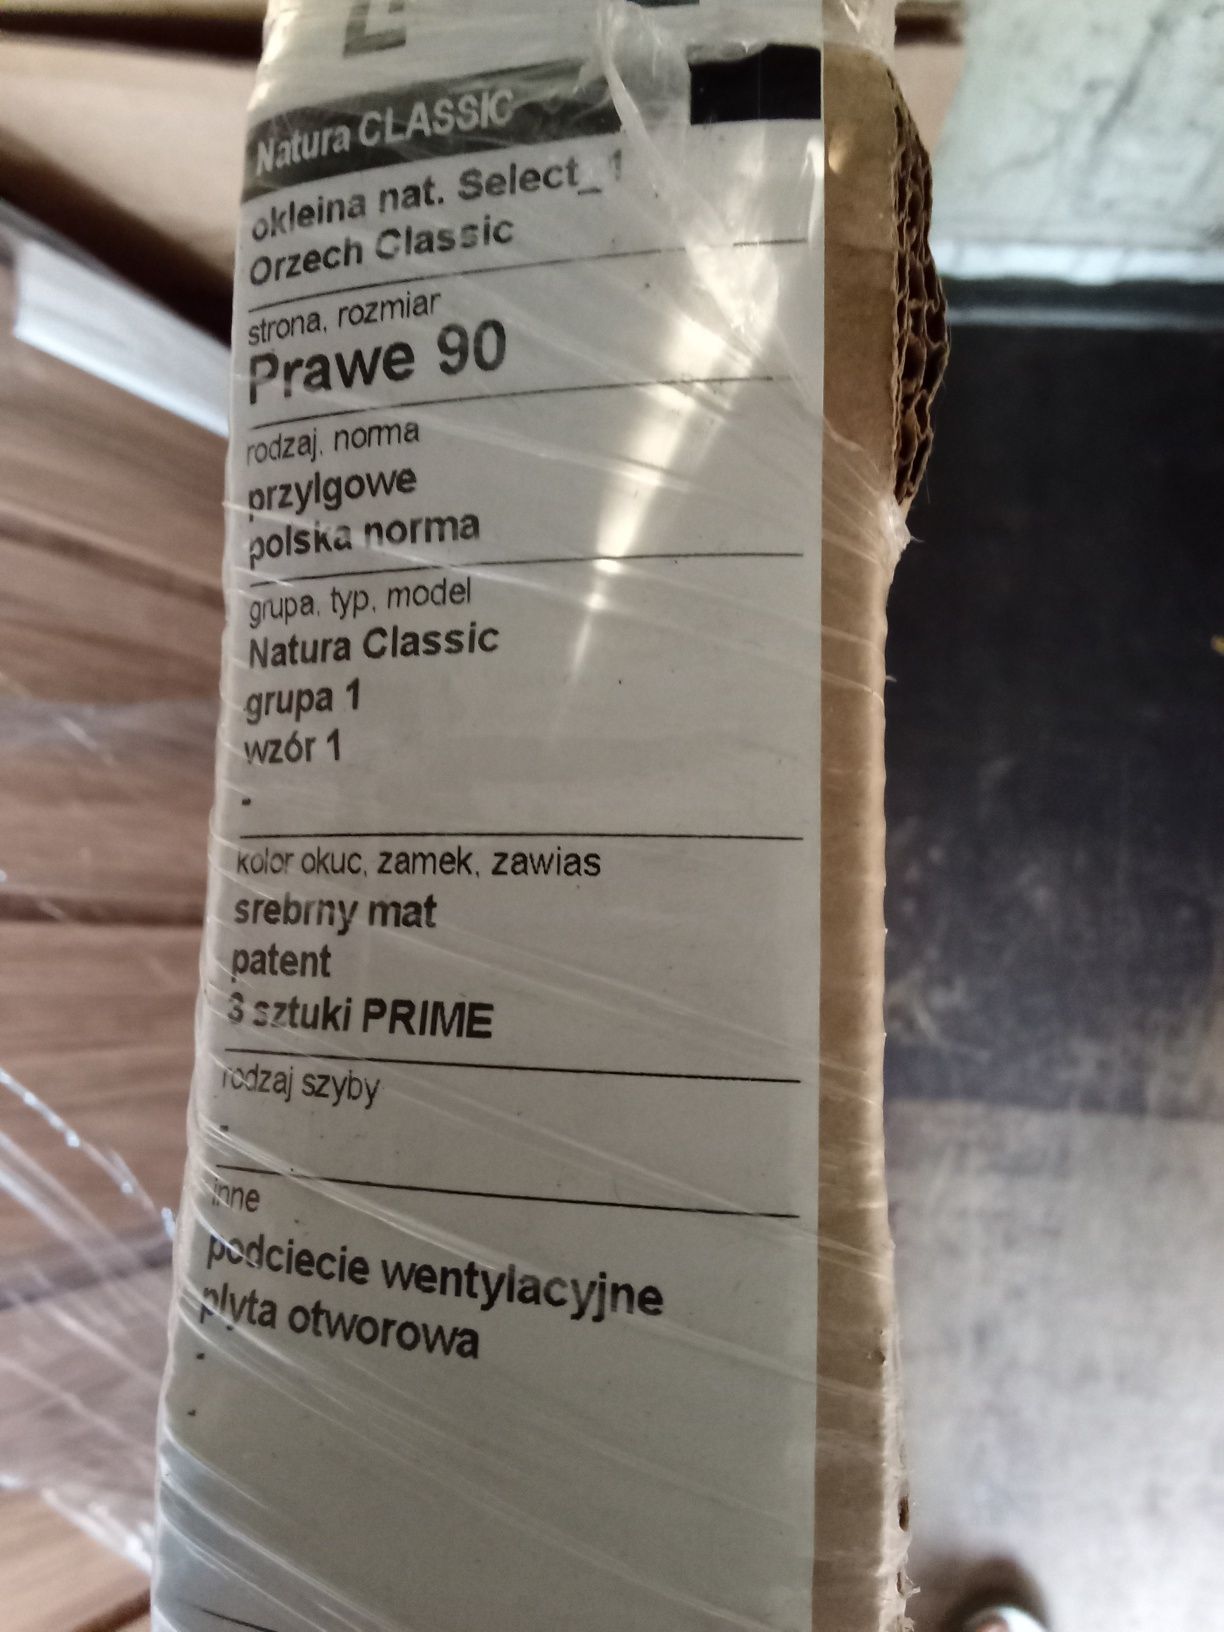 Natura CLASSIC
okleina nat. Select_1
Orzech Classic
strona, rozmiar
Prawe 90
rodzaj, norma
przylgowe
polska norma
grupa, typ, model
Natura Classic
grupa 1
wzór 1
-
kolor okuc, zamek, zawias
srebrny mat
patent
3 sztuki PRIME
rodzaj szyby
-
inne
podciecie wentylacyjne
plyta otworowa
-
-